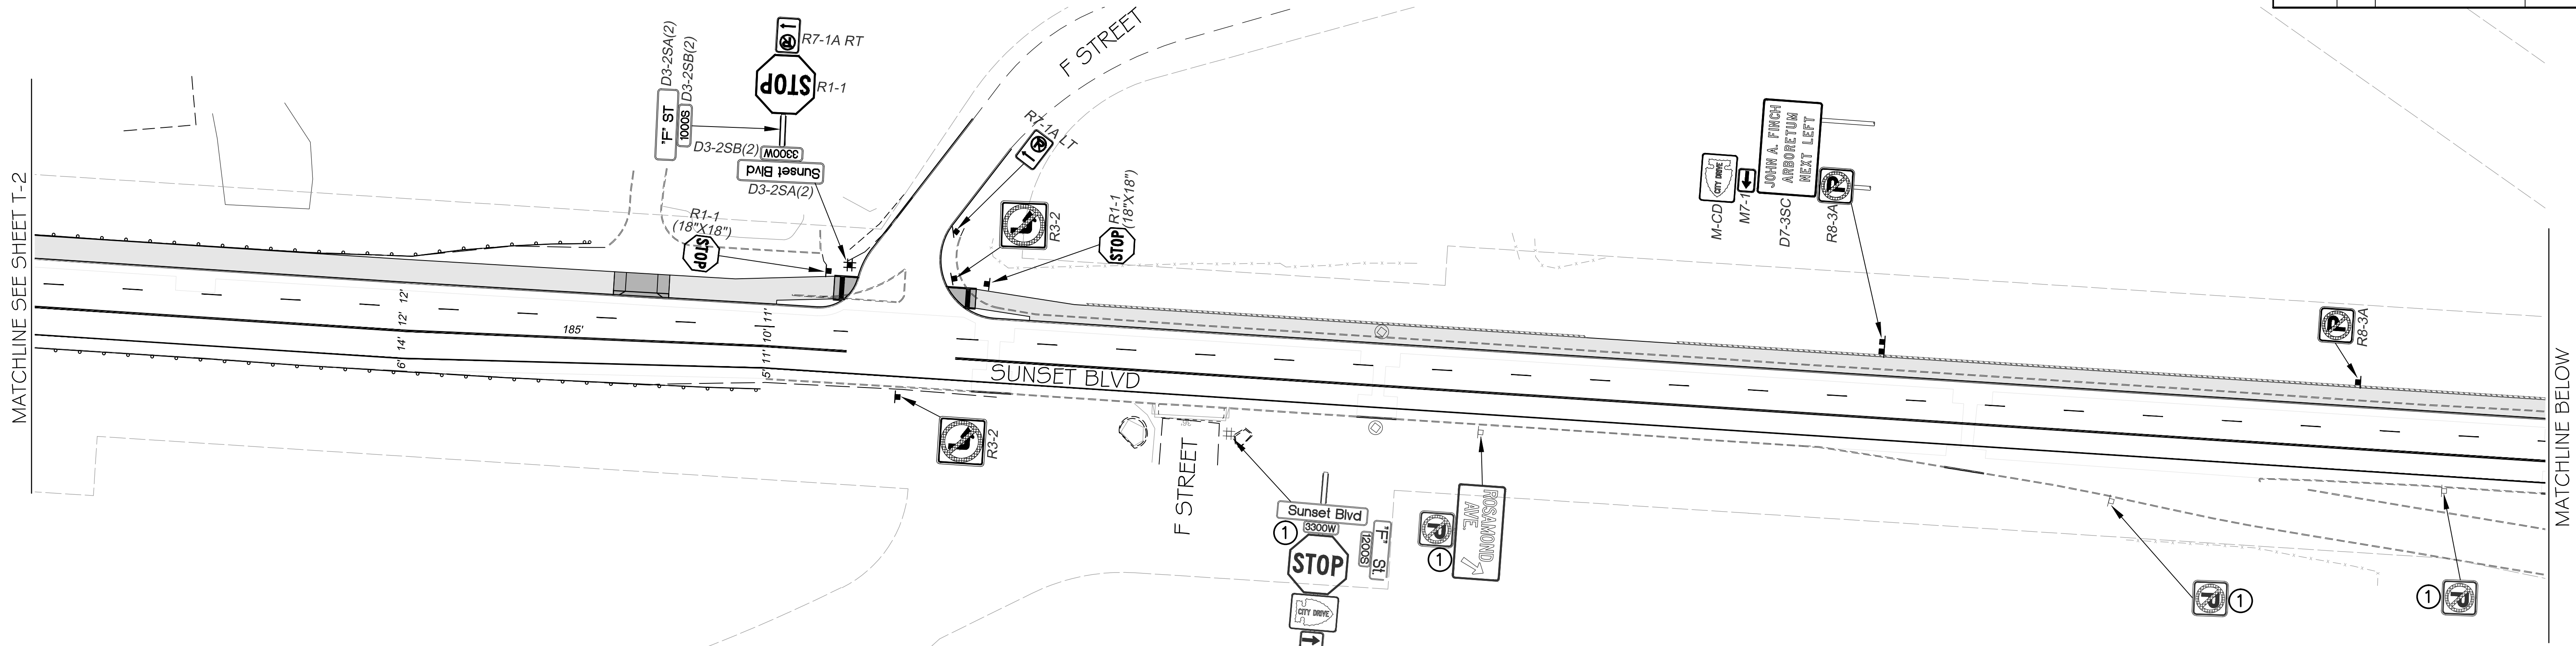 MATCHLINE SEE SHEET T-2
D3-2SA(2)
D3-2SB(2)
"F" ST
1000S
R7-1A RT
STOP
R1-1
D3-2SB(2)
3300W
Sunset Blvd
D3-2SA(2)
R1-1
(18"X18")
STOP
F STREET
R7-1A LT
R3-2
R1-1
(18"X18")
STOP
CITY DRIVE
M-CD
M7-1
JOHN A. FINCH
ARBORETUM
NEXT LEFT
D7-3SC
P
R8-3A
P
R8-3A
12'
12'
14'
6'
185'
11'
10'
11'
5'
SUNSET BLVD
R3-2
F STREET
Sunset Blvd
3300W
1
STOP
"F" St.
1200S
CITY DRIVE
P
1
ROSAMOND
AVE.
P
1
1
P
MATCHLINE BELOW